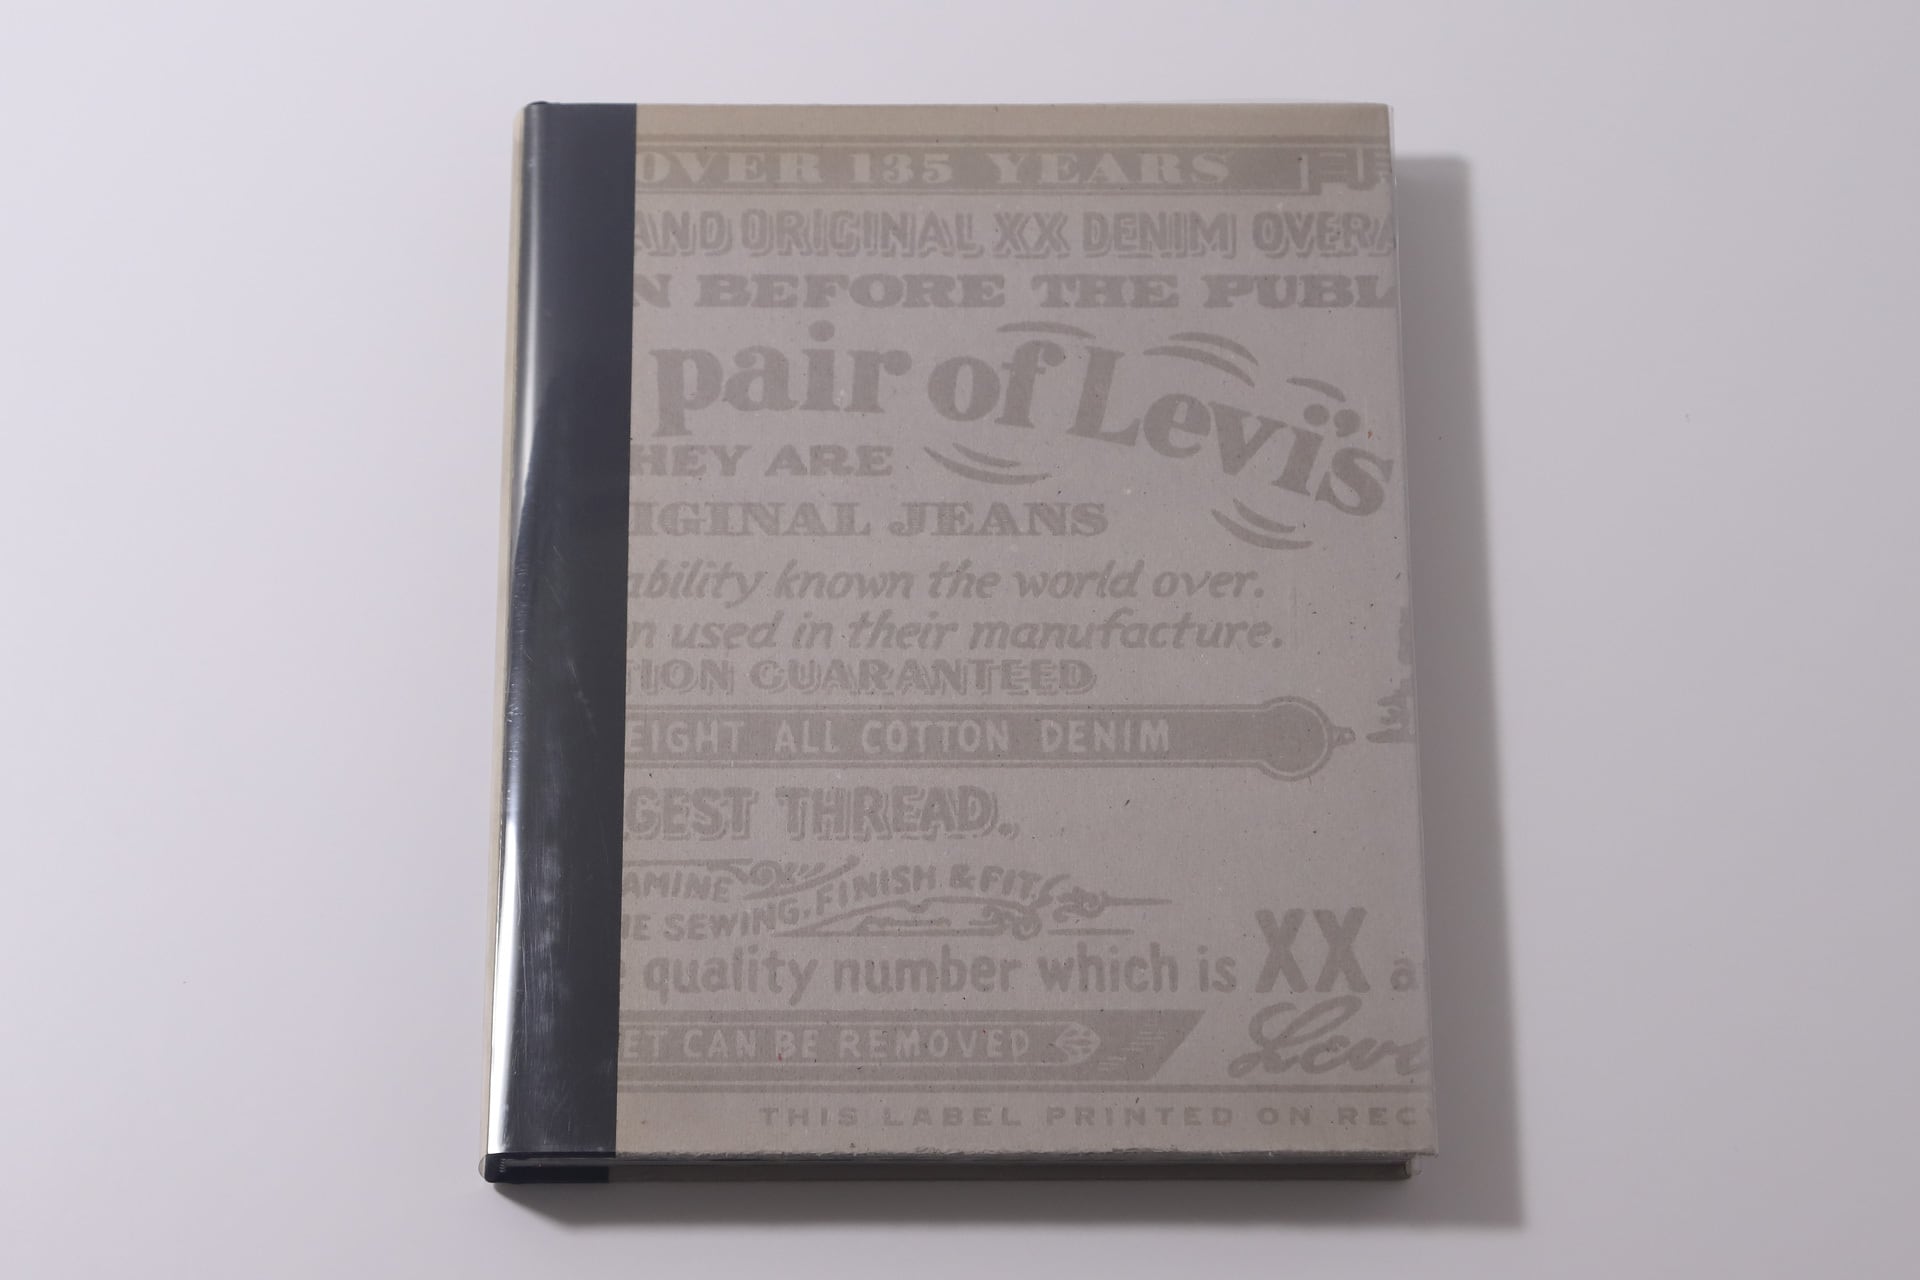 OVER 135 YEARS
AND ORIGINAL XX DENIM OVERA
N BEFORE THE PUBL
pair of Levi's
HEY ARE
IGINAL JEANS
ability known the world over.
n used in their manufacture.
TION GUARANTEED
EIGHT ALL COTTON DENIM
GEST THREAD.
AMINE
E SEWING, FINISH & FIT
quality number which is XX a
ET CAN BE REMOVED
Levi
THIS LABEL PRINTED ON REC